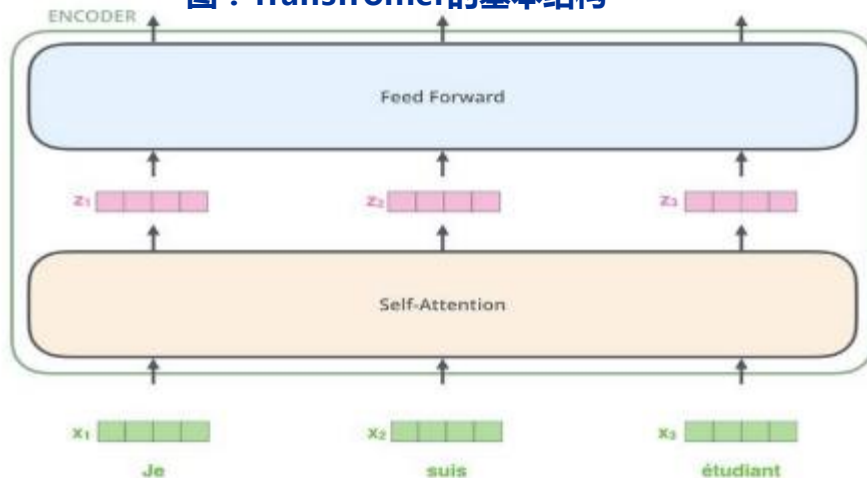 图：Transfromer的基本结构
ENCODER
Feed Forward
z₁ z₂ z₃
Self-Attention
x₁ x₂ x₃
Je suis étudiant